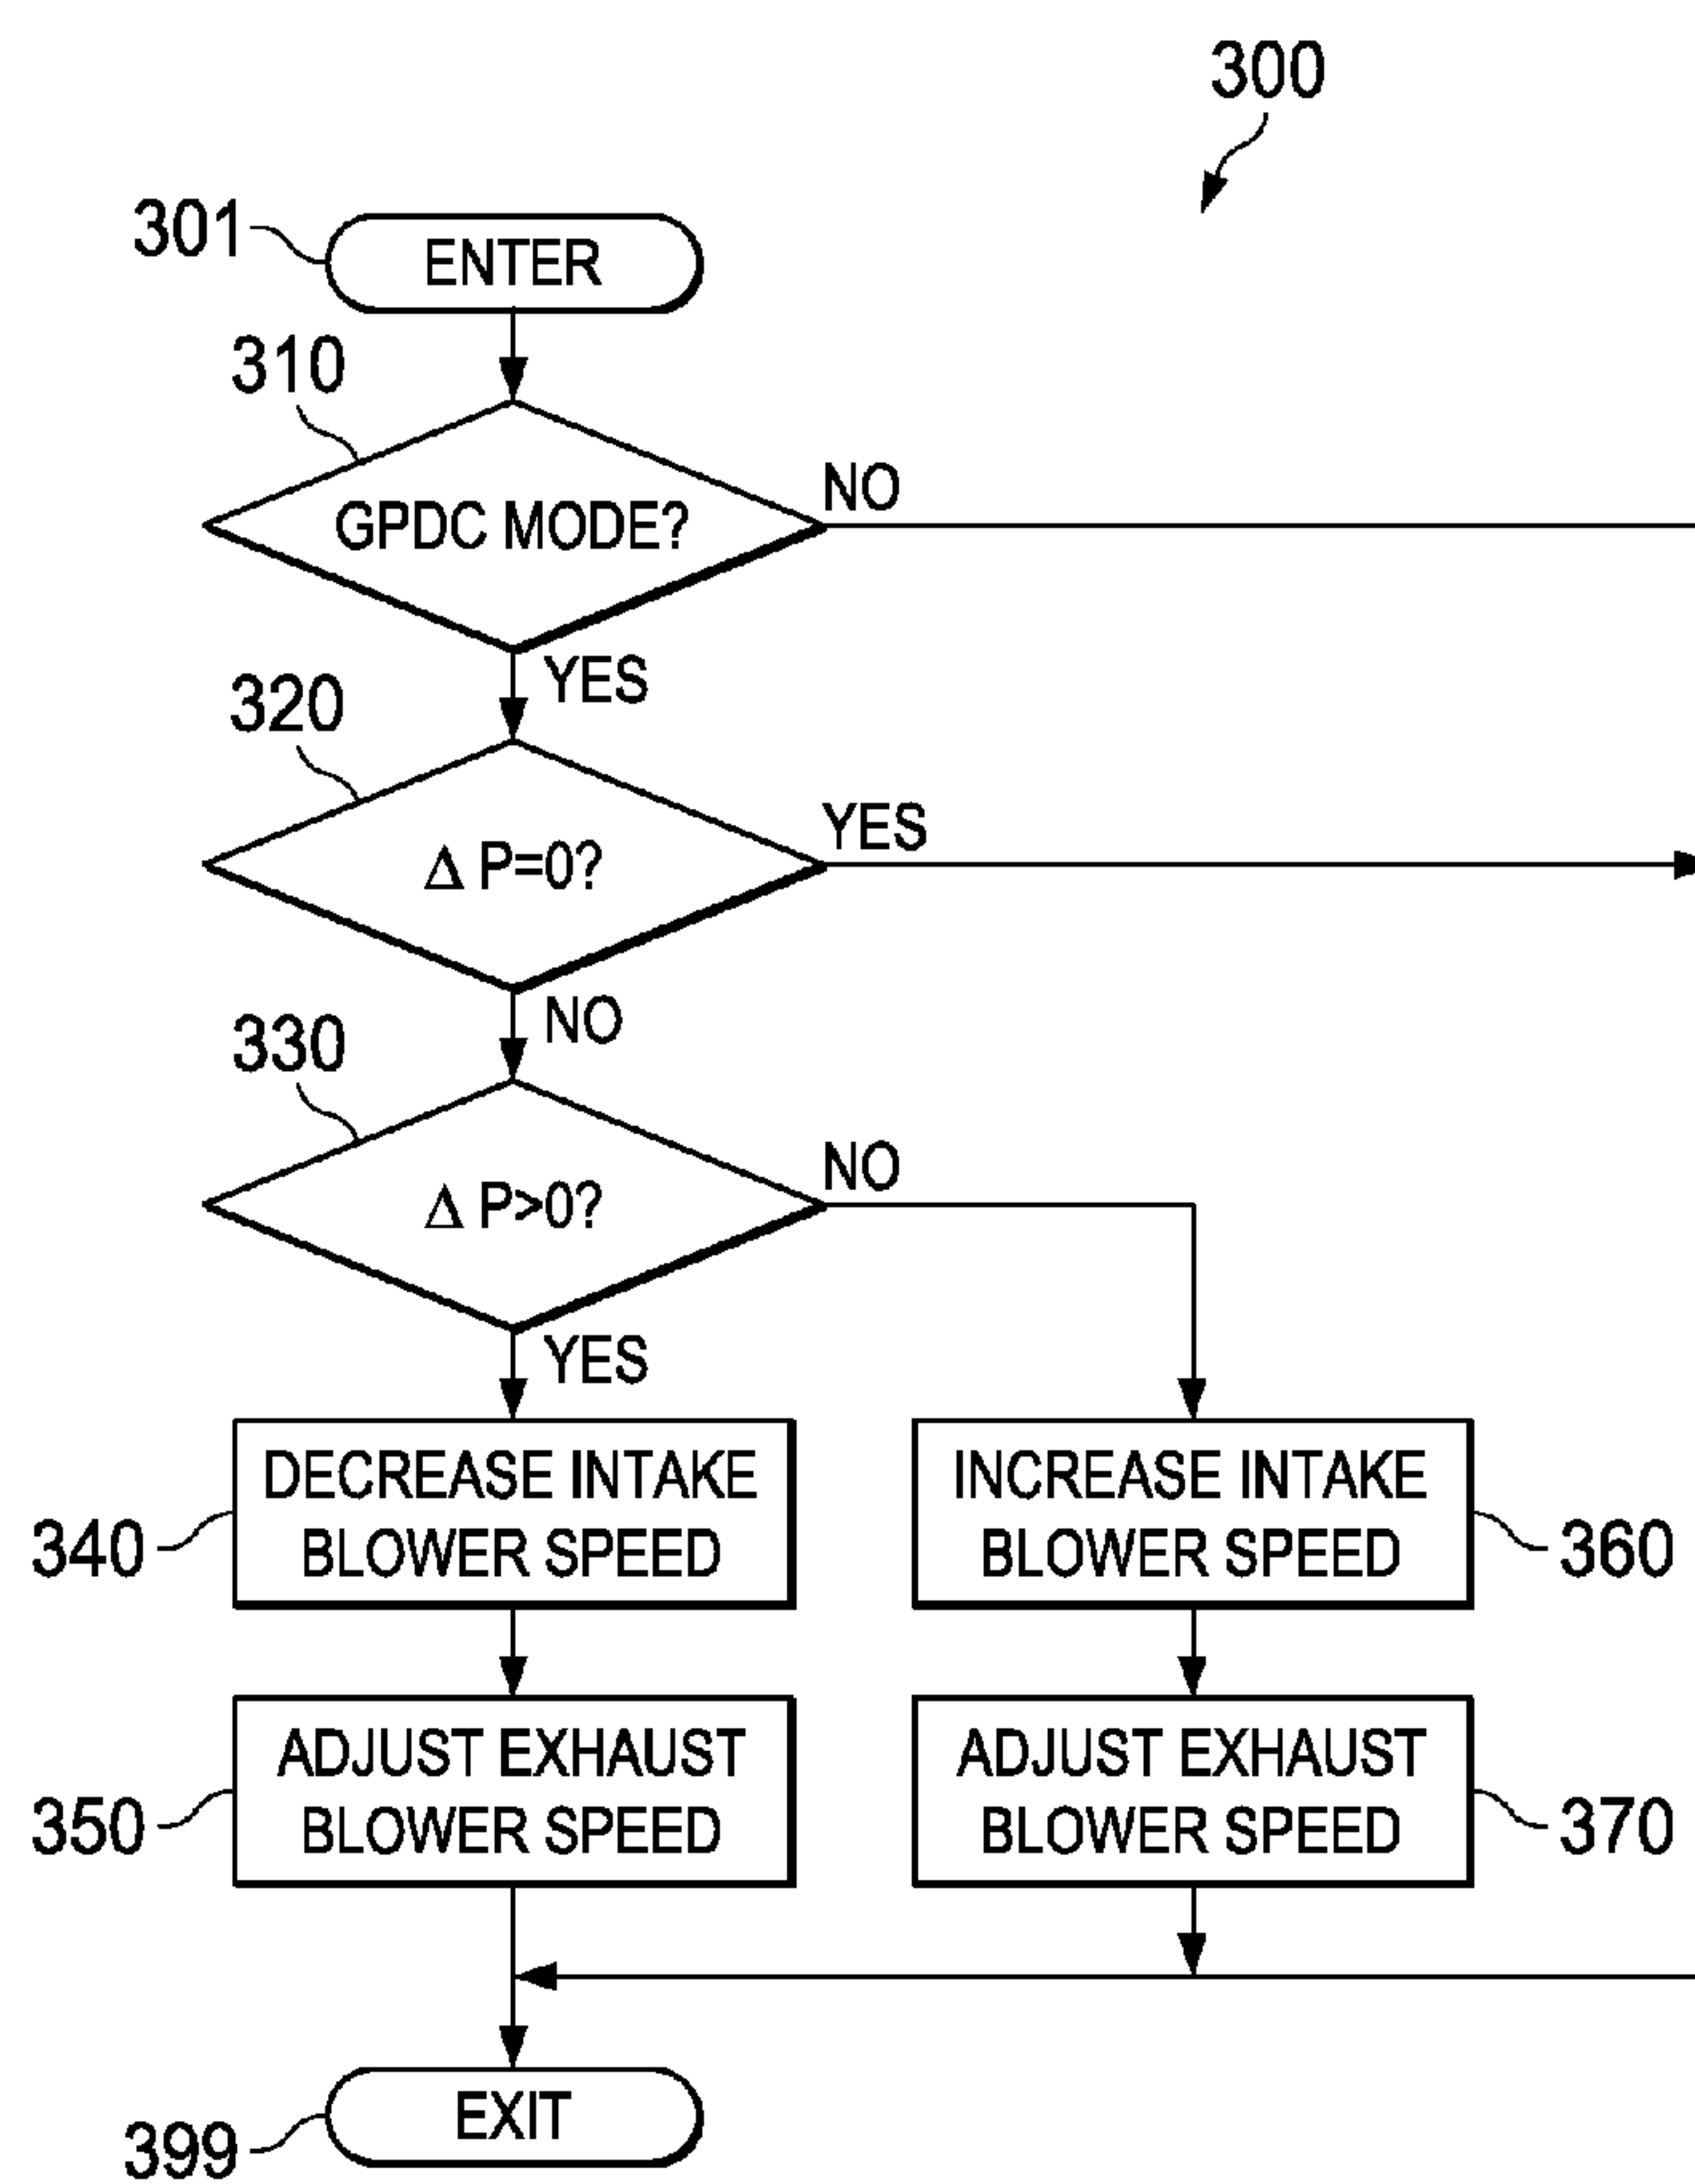 300
301
ENTER
310
GPDC MODE?
NO
YES
320
Δ P=0?
YES
NO
330
Δ P>0?
NO
YES
DECREASE INTAKE
BLOWER SPEED
340
INCREASE INTAKE
BLOWER SPEED
360
ADJUST EXHAUST
BLOWER SPEED
350
ADJUST EXHAUST
BLOWER SPEED
370
EXIT
399